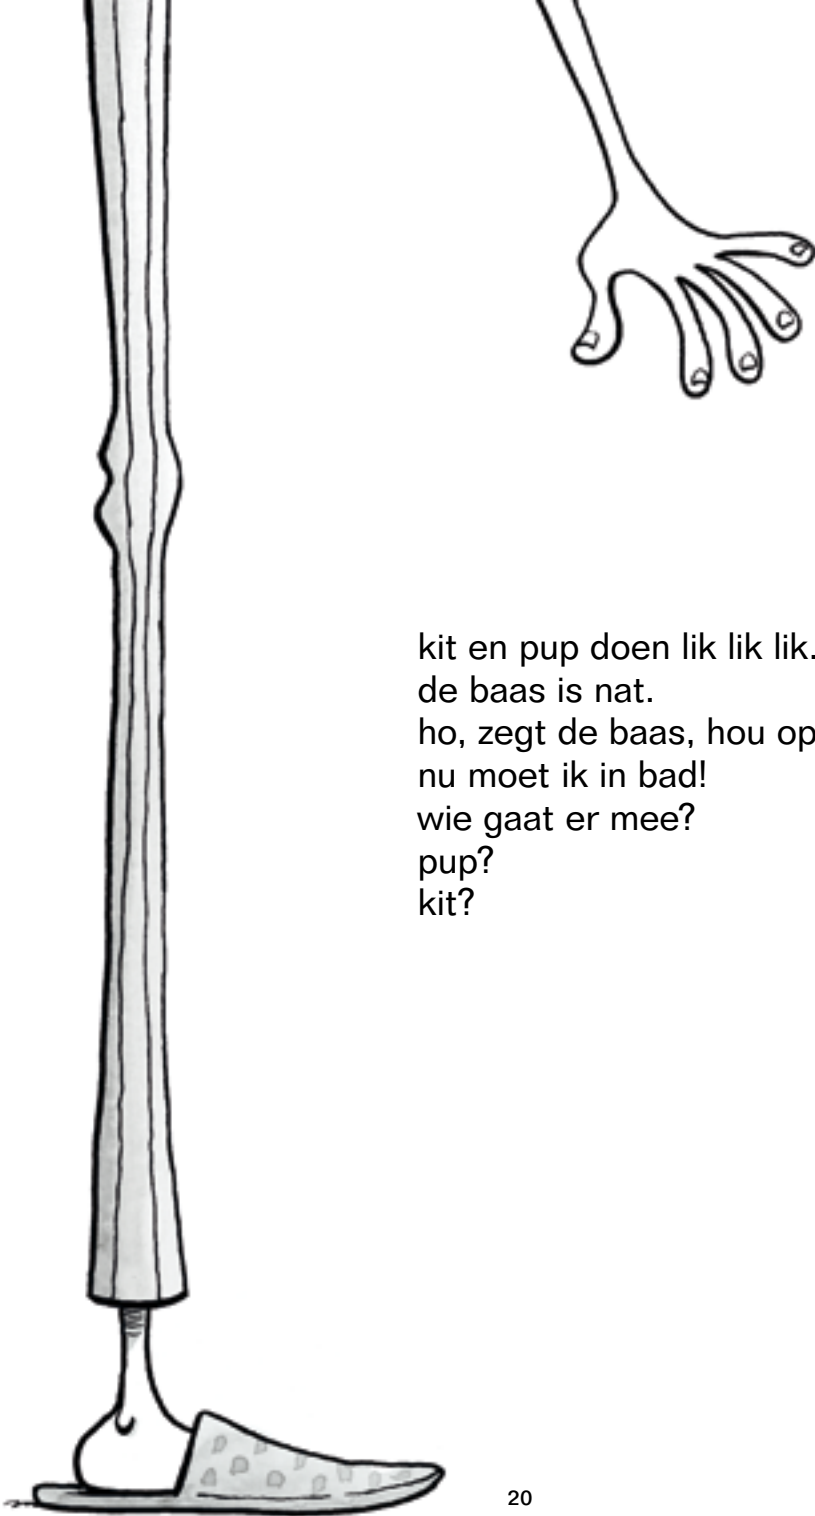 kit en pup doen lik lik lik.
de baas is nat.
ho, zegt de baas, hou op
nu moet ik in bad!
wie gaat er mee?
pup?
kit?
20